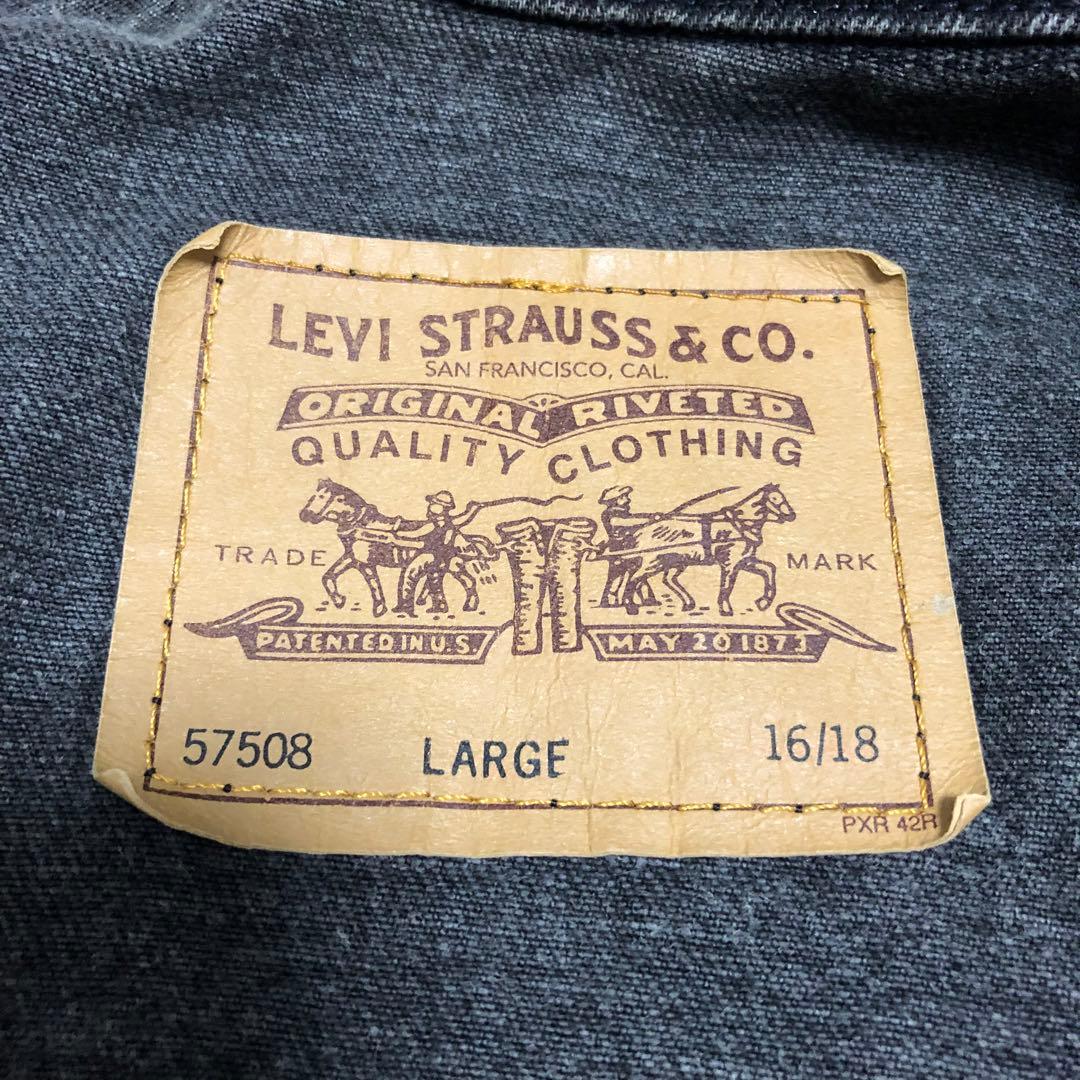 LEVI STRAUSS & CO.
SAN FRANCISCO, CAL.
ORIGINAL RIVETED
QUALITY CLOTHING
TRADE MARK
PATENTED IN U.S. MAY 20 1873
57508 LARGE 16/18
PXR 42R